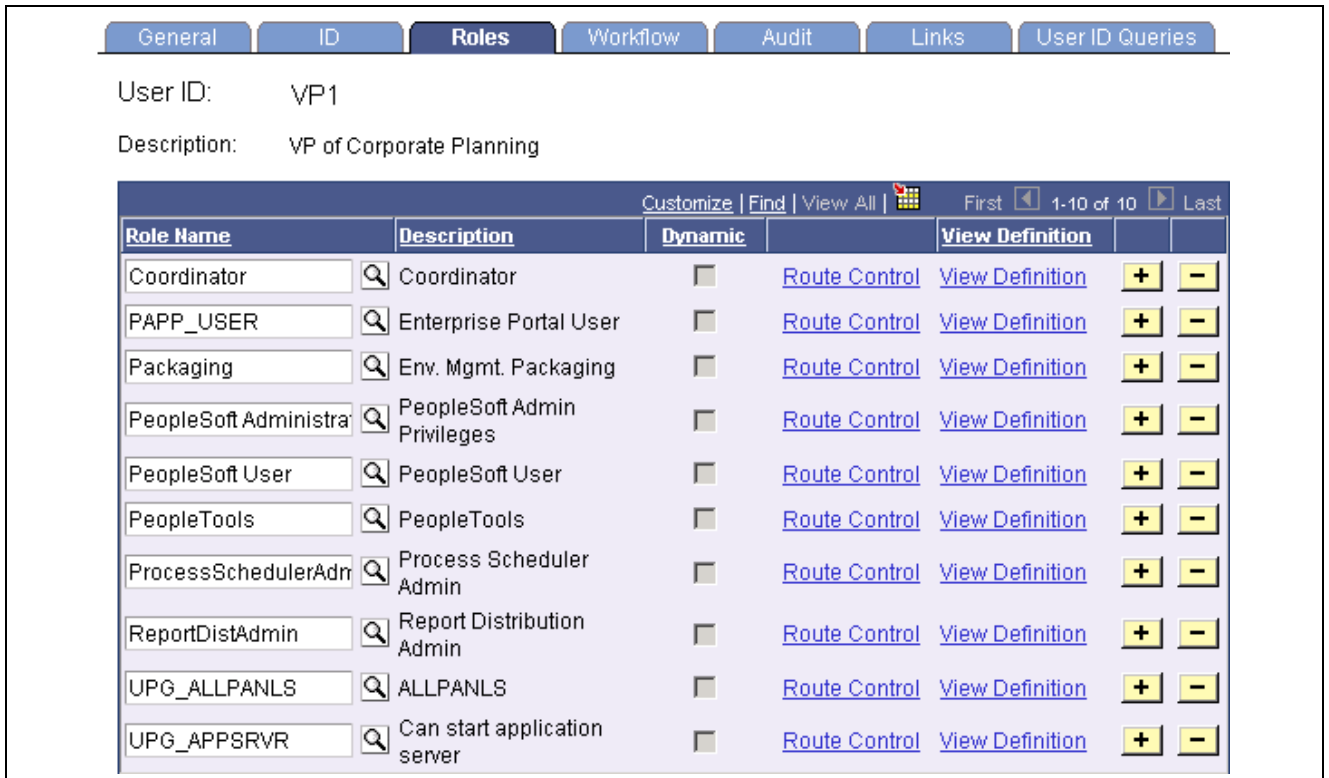 General ID Roles Workflow Audit Links User ID Queries
User ID: VP1
Description: VP of Corporate Planning
Customize | Find | View All | First 1-10 of 10 Last
Role Name Description Dynamic View Definition
Coordinator Coordinator Route Control View Definition + −
PAPP_USER Enterprise Portal User Route Control View Definition + −
Packaging Env. Mgmt. Packaging Route Control View Definition + −
PeopleSoft Administra PeopleSoft Admin
Privileges Route Control View Definition + −
PeopleSoft User PeopleSoft User Route Control View Definition + −
PeopleTools PeopleTools Route Control View Definition + −
ProcessSchedulerAdm Process Scheduler
Admin Route Control View Definition + −
ReportDistAdmin Report Distribution
Admin Route Control View Definition + −
UPG_ALLPANLS ALLPANLS Route Control View Definition + −
UPG_APPSRVR Can start application
server Route Control View Definition + −